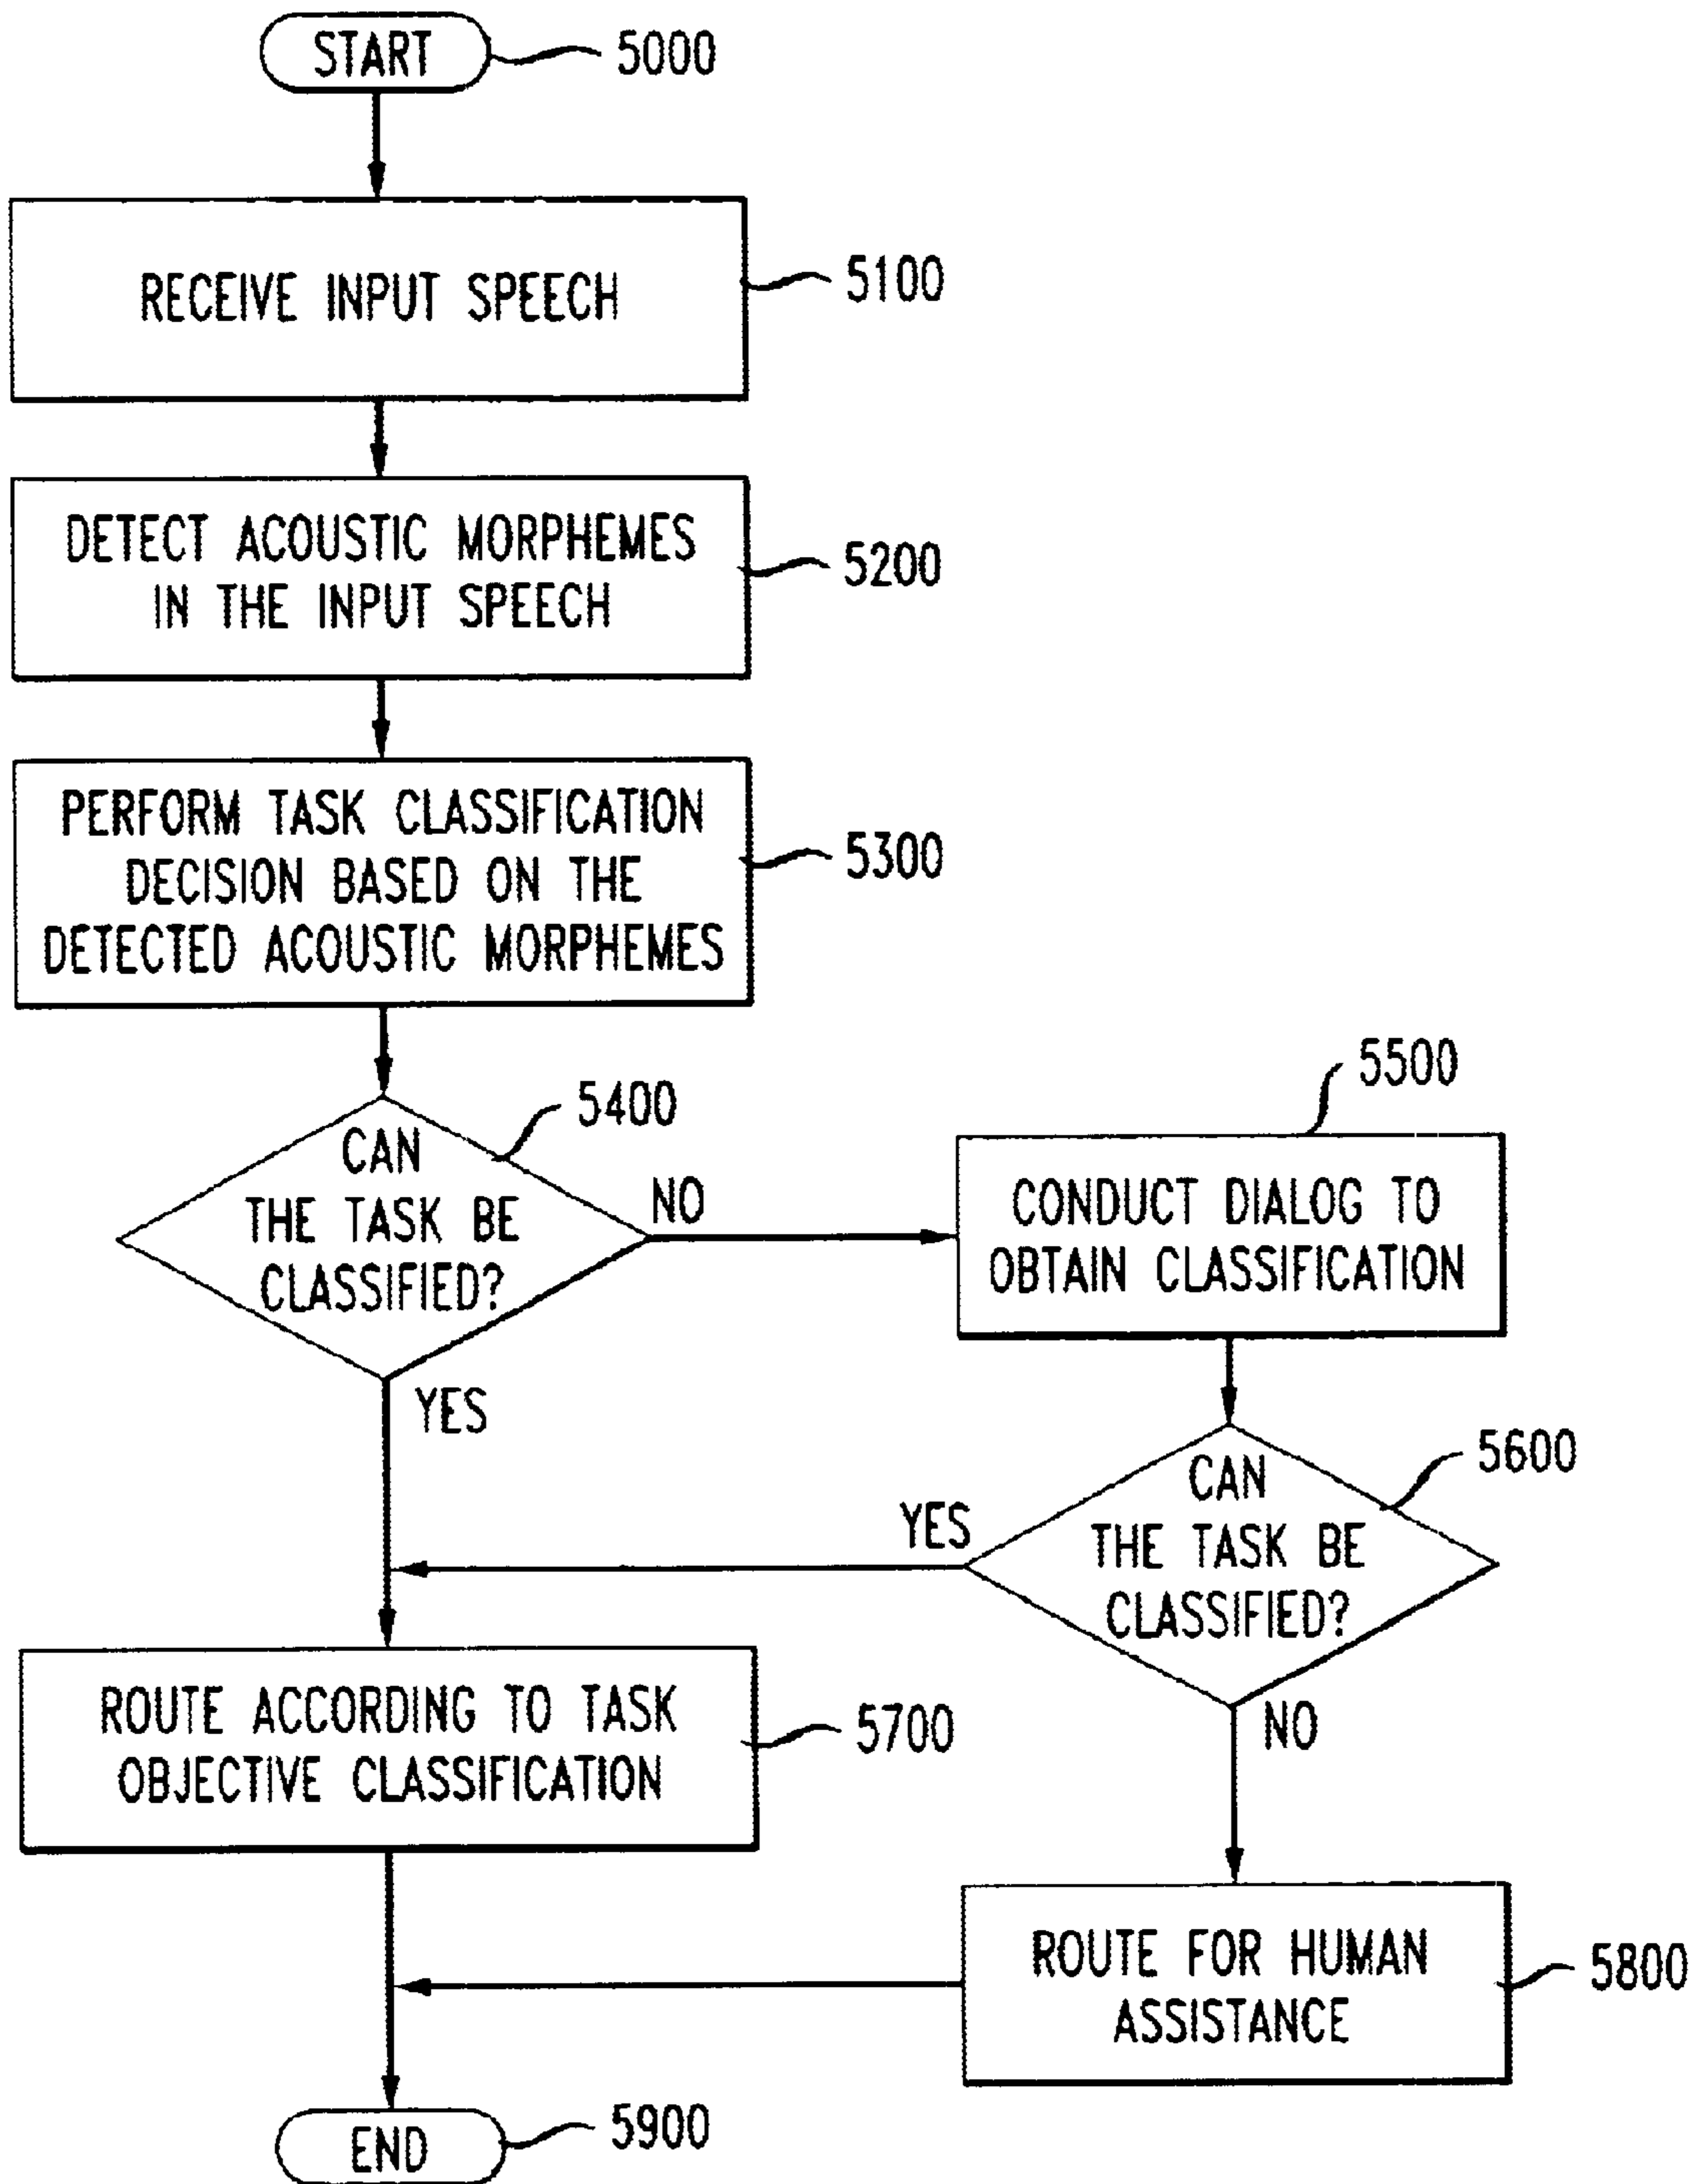 START
5000
RECEIVE INPUT SPEECH
5100
DETECT ACOUSTIC MORPHEMES
IN THE INPUT SPEECH
5200
PERFORM TASK CLASSIFICATION
DECISION BASED ON THE
DETECTED ACOUSTIC MORPHEMES
5300
CAN
THE TASK BE
CLASSIFIED?
5400
NO
YES
5500
CONDUCT DIALOG TO
OBTAIN CLASSIFICATION
CAN
THE TASK BE
CLASSIFIED?
5600
YES
NO
ROUTE ACCORDING TO TASK
OBJECTIVE CLASSIFICATION
5700
ROUTE FOR HUMAN
ASSISTANCE
5800
END
5900